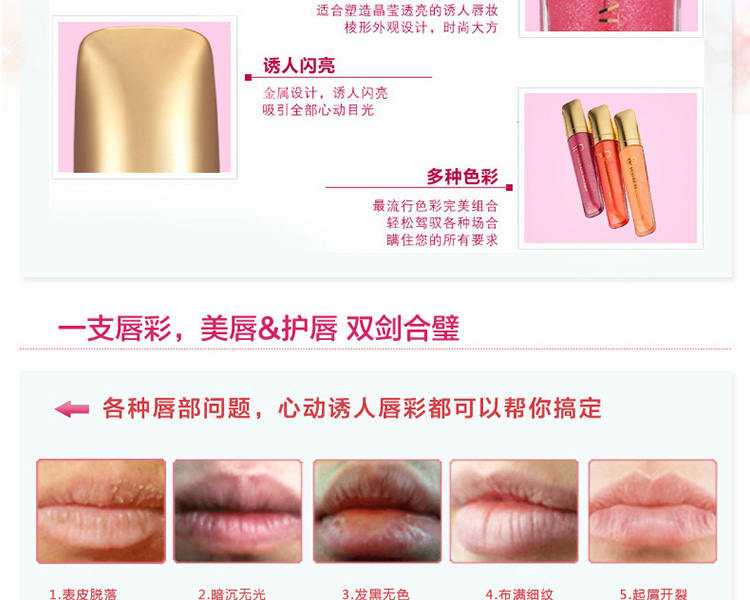 适合塑造晶莹透亮的诱人唇妆
棱形外观设计，时尚大方
诱人闪亮
金属设计，诱人闪亮
吸引全部心动目光
多种色彩
最流行色彩完美组合
轻松驾驭各种场合
瞒住您的所有要求
一支唇彩，美唇&护唇 双剑合璧
各种唇部问题，心动诱人唇彩都可以帮你搞定
1.表皮脱落
2.暗沉无光
3.发黑无色
4.布满细纹
5.起屑开裂